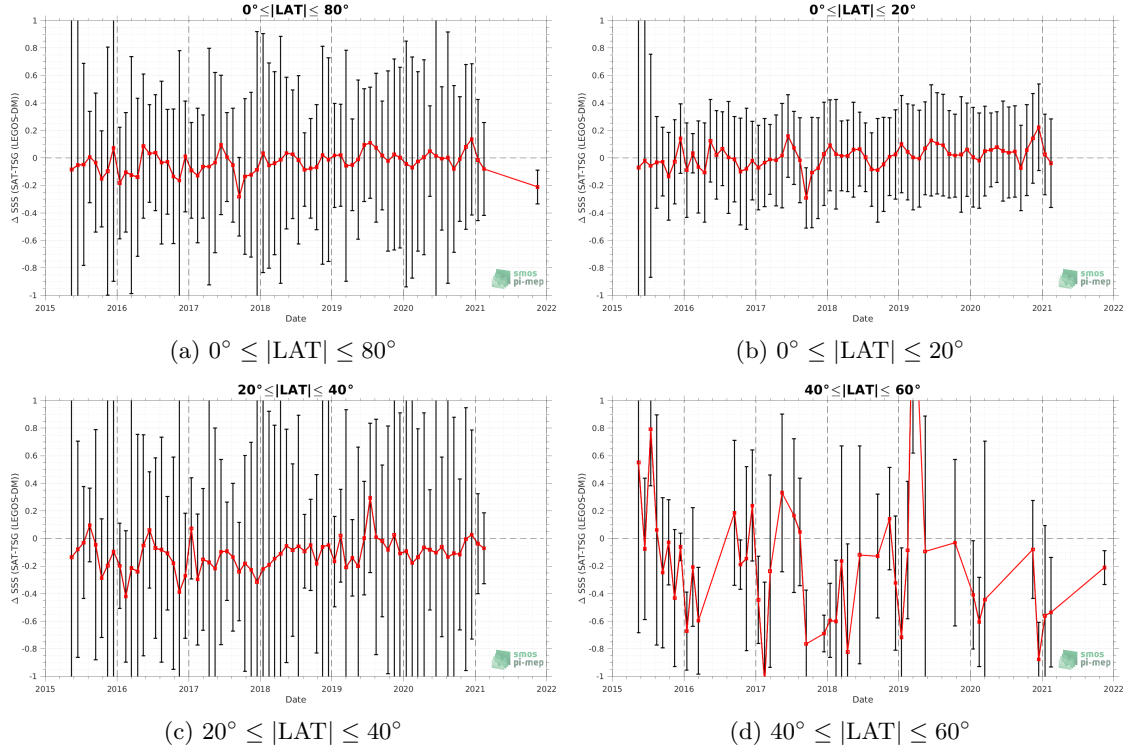 0°≤|LAT|≤ 80°
Δ SSS (SAT-TSG (LEGOS-DM))
1
0.8
0.6
0.4
0.2
0
-0.2
-0.4
-0.6
-0.8
-1
2015 2016 2017 2018 2019 2020 2021 2022
Date
smos
pi-mep
(a) 0° ≤ |LAT| ≤ 80°
0°≤|LAT|≤ 20°
Δ SSS (SAT-TSG (LEGOS-DM))
1
0.8
0.6
0.4
0.2
0
-0.2
-0.4
-0.6
-0.8
-1
2015 2016 2017 2018 2019 2020 2021 2022
Date
smos
pi-mep
(b) 0° ≤ |LAT| ≤ 20°
20°≤|LAT|≤ 40°
Δ SSS (SAT-TSG (LEGOS-DM))
1
0.8
0.6
0.4
0.2
0
-0.2
-0.4
-0.6
-0.8
-1
2015 2016 2017 2018 2019 2020 2021 2022
Date
smos
pi-mep
(c) 20° ≤ |LAT| ≤ 40°
40°≤|LAT|≤ 60°
Δ SSS (SAT-TSG (LEGOS-DM))
1
0.8
0.6
0.4
0.2
0
-0.2
-0.4
-0.6
-0.8
-1
2015 2016 2017 2018 2019 2020 2021 2022
Date
smos
pi-mep
(d) 40° ≤ |LAT| ≤ 60°